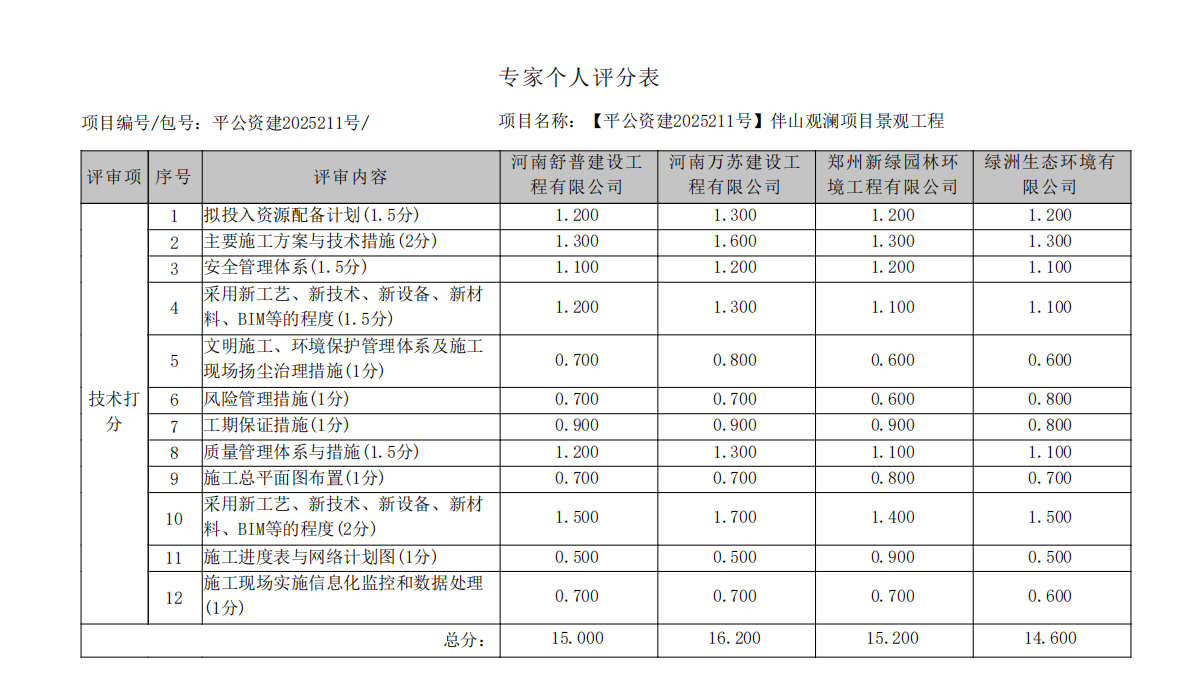 专家个人评分表
项目编号/包号：平公资建2025211号/ 项目名称：【平公资建2025211号】伴山观澜项目景观工程
评审项 序号 评审内容 河南舒普建设工程有限公司 河南万苏建设工程有限公司 郑州新绿园林环境工程有限公司 绿洲生态环境有限公司
技术打分
1 拟投入资源配备计划(1.5分) 1.200 1.300 1.200 1.200
2 主要施工方案与技术措施(2分) 1.300 1.600 1.300 1.300
3 安全管理体系(1.5分) 1.100 1.200 1.200 1.100
4 采用新工艺、新技术、新设备、新材料、BIM等的程度(1.5分) 1.200 1.300 1.100 1.100
5 文明施工、环境保护管理体系及施工现场扬尘治理措施(1分) 0.700 0.800 0.600 0.600
6 风险管理措施(1分) 0.700 0.700 0.600 0.800
7 工期保证措施(1分) 0.900 0.900 0.900 0.800
8 质量管理体系与措施(1.5分) 1.200 1.300 1.100 1.100
9 施工总平面图布置(1分) 0.700 0.700 0.800 0.700
10 采用新工艺、新技术、新设备、新材料、BIM等的程度(2分) 1.500 1.700 1.400 1.500
11 施工进度表与网络计划图(1分) 0.500 0.500 0.900 0.500
12 施工现场实施信息化监控和数据处理(1分) 0.700 0.700 0.700 0.600
总分： 15.000 16.200 15.200 14.600